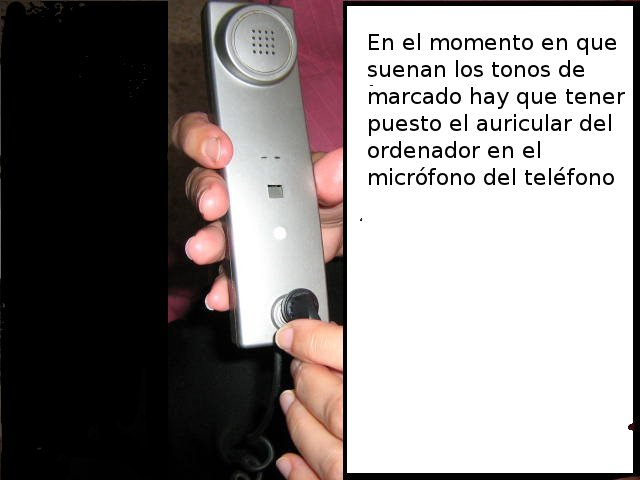 En el momento en que
suenan los tonos de
marcado hay que tener
puesto el auricular del
ordenador en el
micrófono del teléfono